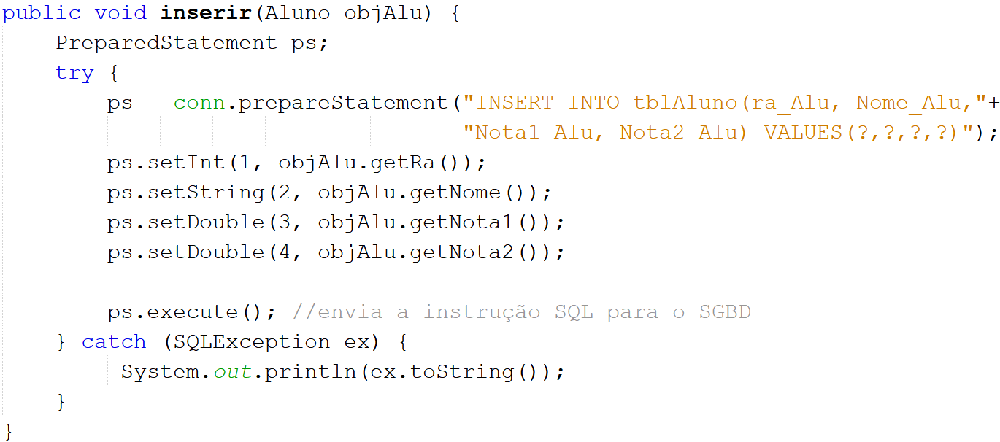 public void inserir(Aluno objAlu) {
PreparedStatement ps;
try {
ps = conn.prepareStatement("INSERT INTO tblAluno(ra_Alu, Nome_Alu,"+
"Nota1_Alu, Nota2_Alu) VALUES(?,?,?,?)");
ps.setInt(1, objAlu.getRa());
ps.setString(2, objAlu.getNome());
ps.setDouble(3, objAlu.getNota1());
ps.setDouble(4, objAlu.getNota2());
ps.execute(); //envia a instrução SQL para o SGBD
} catch (SQLException ex) {
System.out.println(ex.toString());
}
}